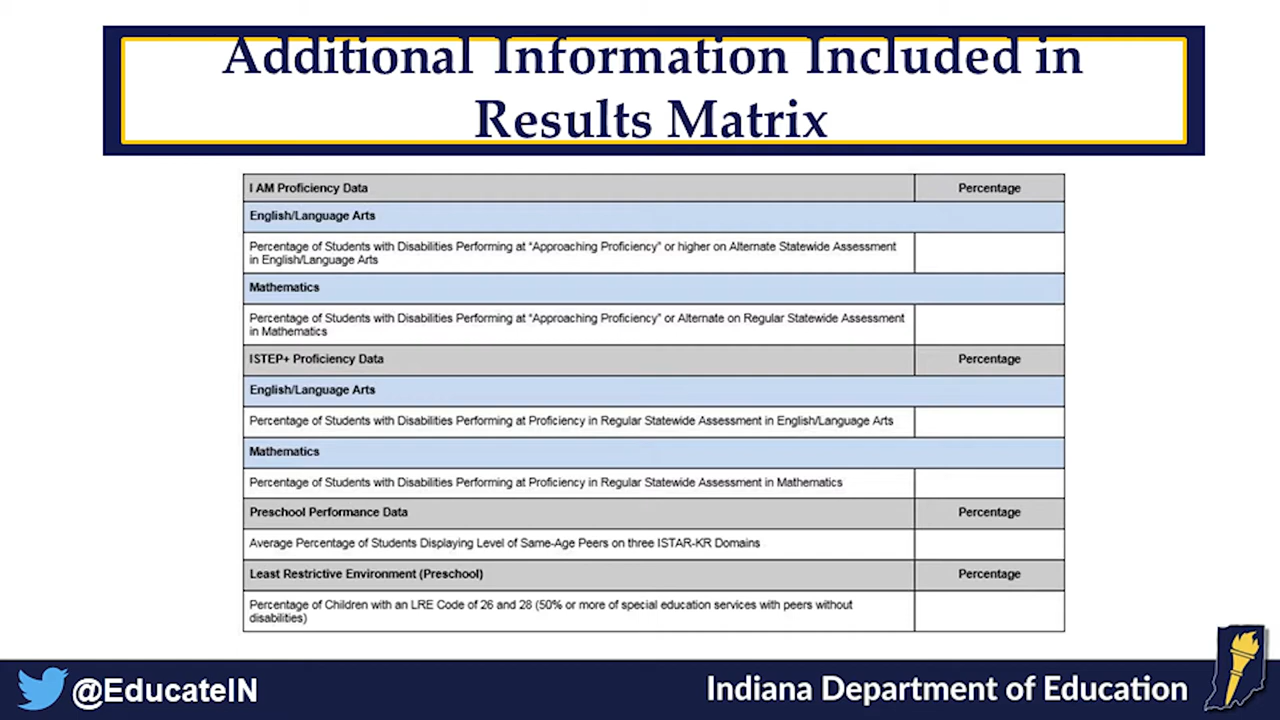 Additional Information Included in
Results Matrix
I AM Proficiency Data Percentage
English/Language Arts
Percentage of Students with Disabilities Performing at “Approaching Proficiency” or higher on Alternate Statewide Assessment
in English/Language Arts
Mathematics
Percentage of Students with Disabilities Performing at “Approaching Proficiency” or Alternate on Regular Statewide Assessment
in Mathematics
ISTEP+ Proficiency Data Percentage
English/Language Arts
Percentage of Students with Disabilities Performing at Proficiency in Regular Statewide Assessment in English/Language Arts
Mathematics
Percentage of Students with Disabilities Performing at Proficiency in Regular Statewide Assessment in Mathematics
Preschool Performance Data Percentage
Average Percentage of Students Displaying Level of Same-Age Peers on three ISTAR-KR Domains
Least Restrictive Environment (Preschool) Percentage
Percentage of Children with an LRE Code of 26 and 28 (50% or more of special education services with peers without
disabilities)
@EducateIN
Indiana Department of Education